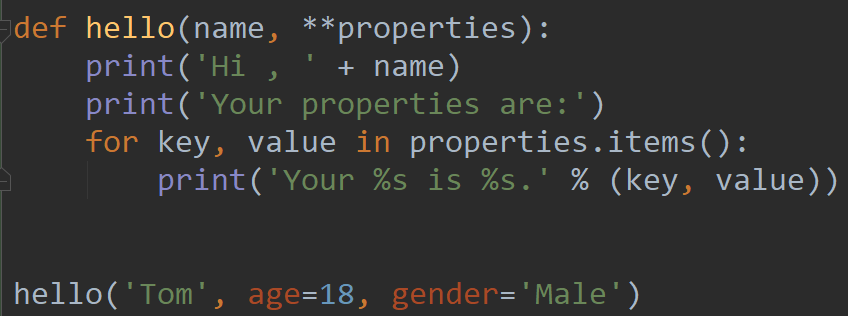 def hello(name, **properties):
    print('Hi , ' + name)
    print('Your properties are:')
    for key, value in properties.items():
        print('Your %s is %s.' % (key, value))
hello('Tom', age=18, gender='Male')